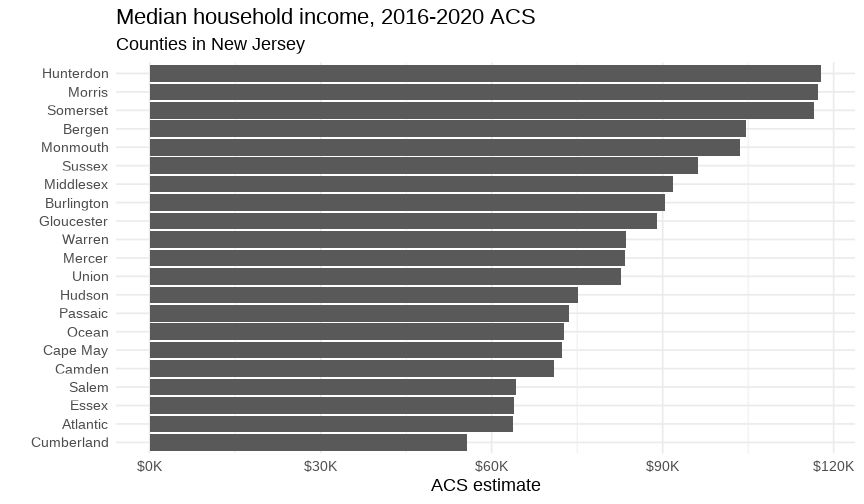 Median household income, 2016-2020 ACS
Counties in New Jersey
Hunterdon
Morris
Somerset
Bergen
Monmouth
Sussex
Middlesex
Burlington
Gloucester
Warren
Mercer
Union
Hudson
Passaic
Ocean
Cape May
Camden
Salem
Essex
Atlantic
Cumberland
$0K $30K $60K $90K $120K
ACS estimate